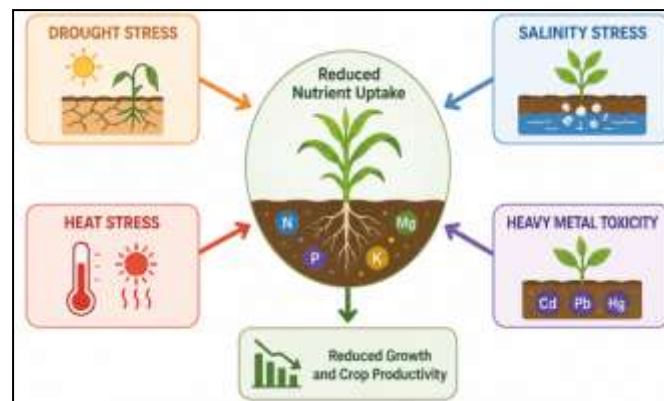 DROUGHT STRESS
Reduced
Nutrient Uptake
SALINITY STRESS
HEAT STRESS
N
P
K
Mg
HEAVY METAL TOXICITY
Cd
Pb
Hg
Reduced Growth
and Crop Productivity